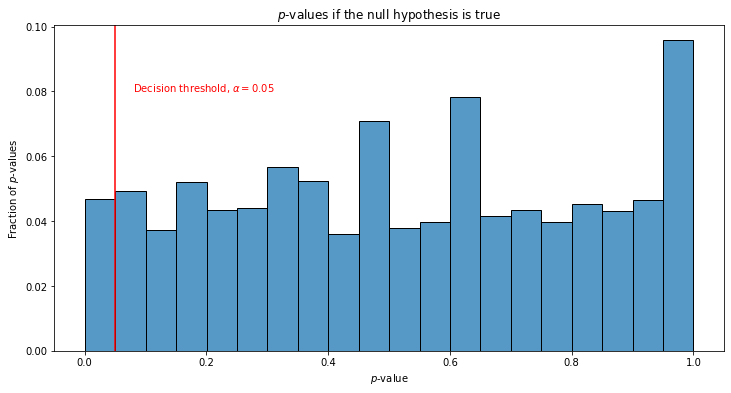 p-values if the null hypothesis is true
0.10
0.08
0.06
0.04
0.02
0.00
Fraction of p-values
Decision threshold, α = 0.05
0.0 0.2 0.4 0.6 0.8 1.0
p-value